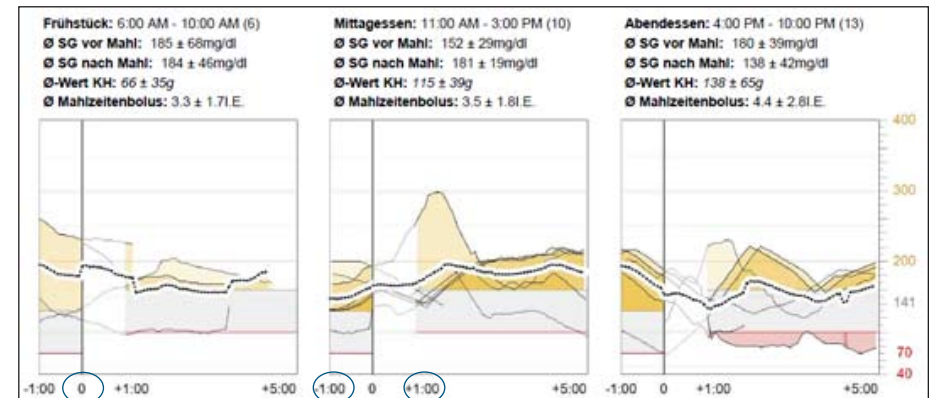 Frühstück: 6:00 AM - 10:00 AM (6)
Ø SG vor Mahl: 185 ± 68mg/dl
Ø SG nach Mahl: 184 ± 46mg/dl
Ø-Wert KH: 66 ± 35g
Ø Mahlzeitenbolus: 3.3 ± 1.7I.E.
Mittagessen: 11:00 AM - 3:00 PM (10)
Ø SG vor Mahl: 152 ± 29mg/dl
Ø SG nach Mahl: 181 ± 19mg/dl
Ø-Wert KH: 115 ± 39g
Ø Mahlzeitenbolus: 3.5 ± 1.8I.E.
Abendessen: 4:00 PM - 10:00 PM (13)
Ø SG vor Mahl: 180 ± 39mg/dl
Ø SG nach Mahl: 138 ± 42mg/dl
Ø-Wert KH: 138 ± 65g
Ø Mahlzeitenbolus: 4.4 ± 2.8I.E.
400
300
200
141
70
40
-1:00 0 +1:00 +5:00
-1:00 0 +1:00 +5:00
-1:00 0 +1:00 +5:00